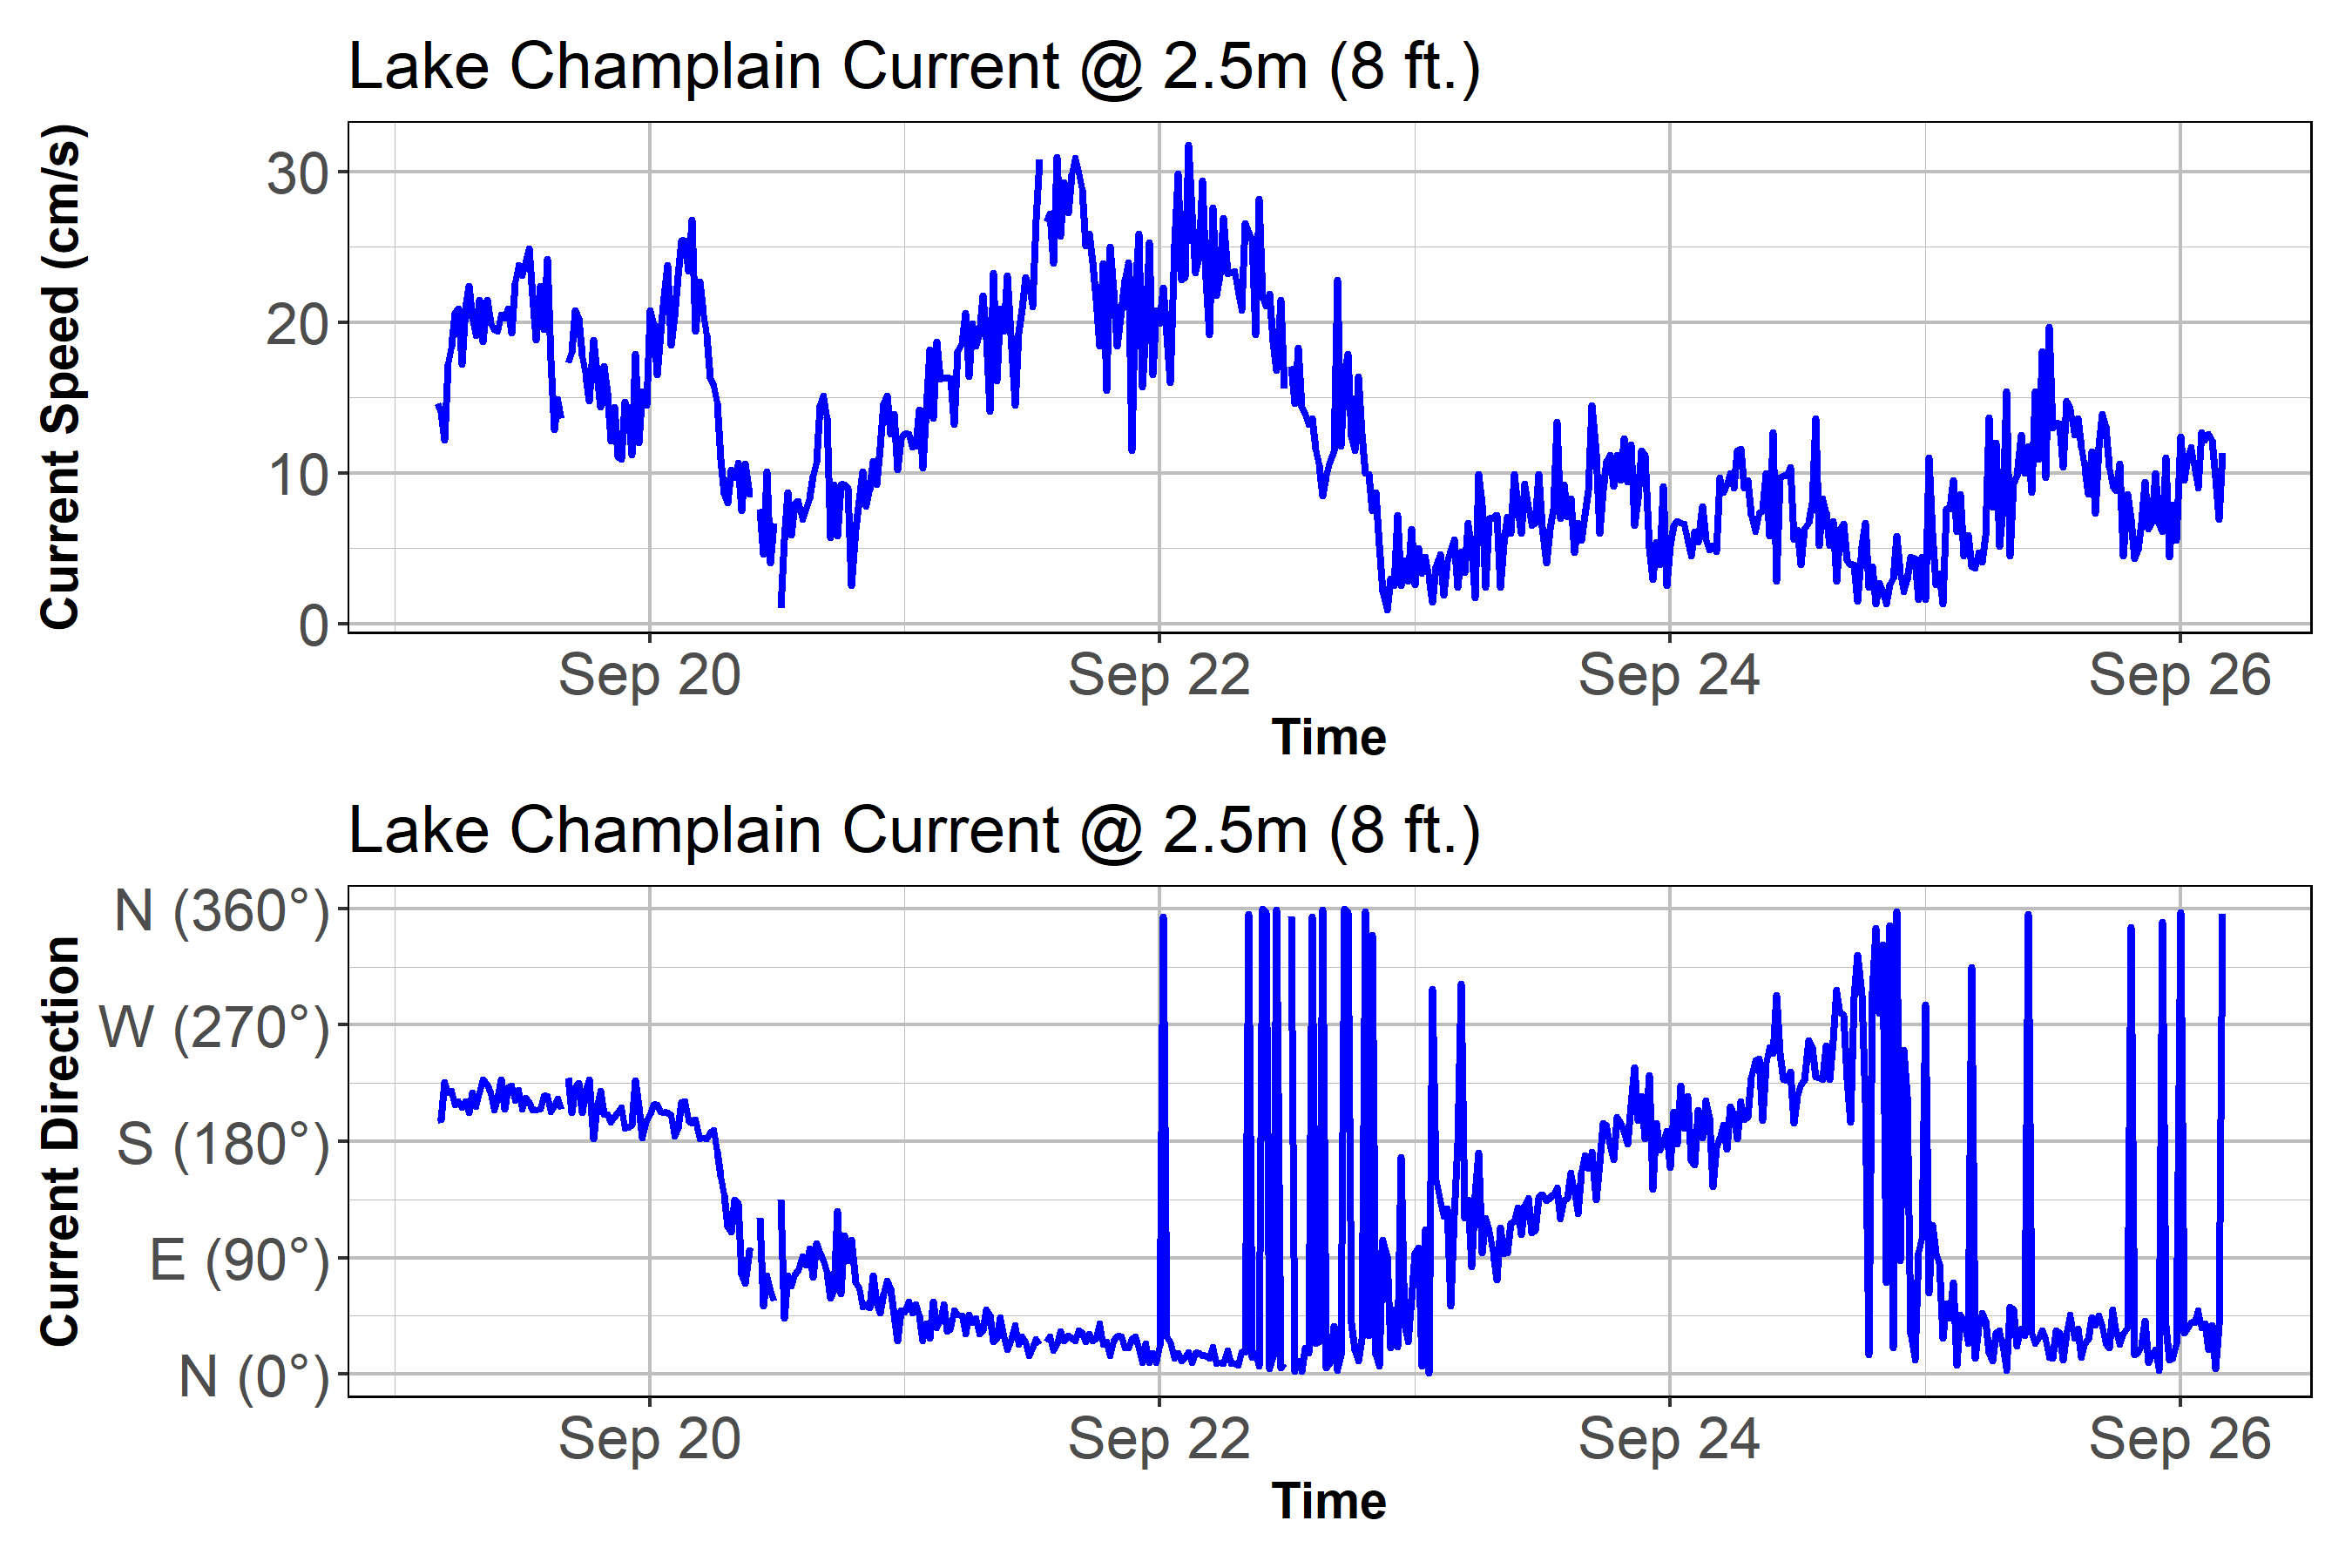 Lake Champlain Current @ 2.5m (8 ft.)
Current Speed (cm/s)
30
20
10
0
Sep 20 Sep 22 Sep 24 Sep 26
Time
Lake Champlain Current @ 2.5m (8 ft.)
Current Direction
N (360°)
W (270°)
S (180°)
E (90°)
N (0°)
Sep 20 Sep 22 Sep 24 Sep 26
Time